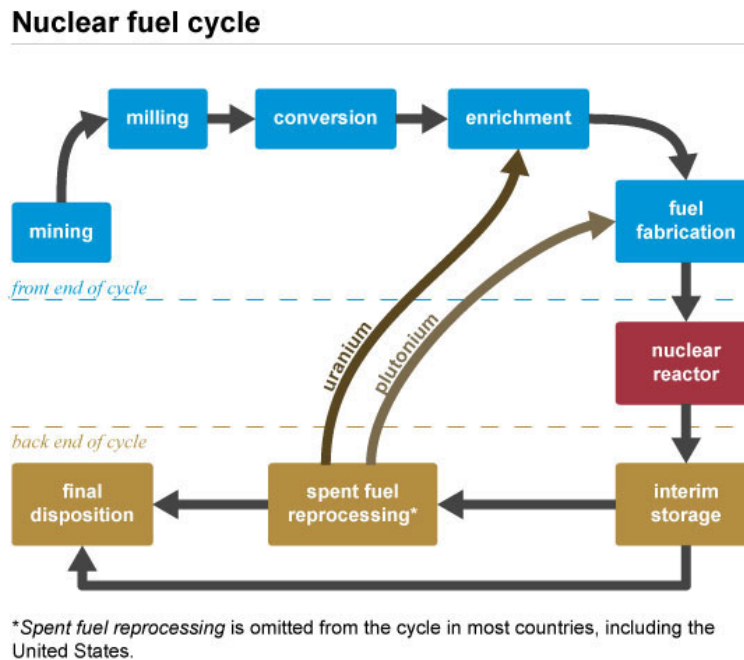 Nuclear fuel cycle
milling
conversion
enrichment
mining
fuel
fabrication
front end of cycle
uranium
plutonium
nuclear
reactor
back end of cycle
final
disposition
spent fuel
reprocessing*
interim
storage
*Spent fuel reprocessing is omitted from the cycle in most countries, including the
United States.